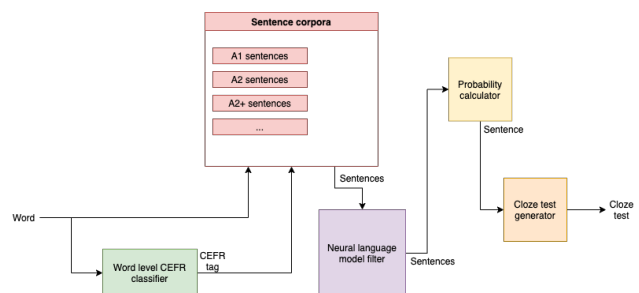 Sentence corpora
A1 sentences
A2 sentences
A2+ sentences
...
Probability
calculator
Sentence
Sentences
Cloze test
generator
Cloze
test
Word
Neural language
model filter
Sentences
CEFR
tag
Word level CEFR
classifier